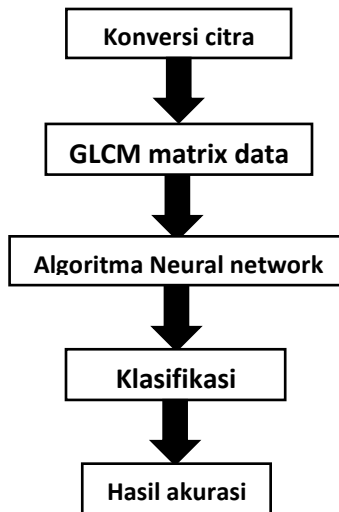 Konversi citra
GLCM matrix data
Algoritma Neural network
Klasifikasi
Hasil akurasi